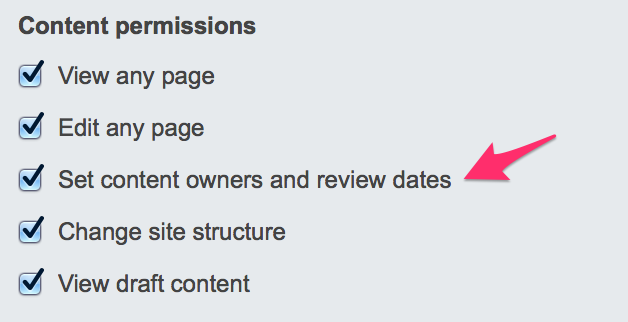 Content permissions
View any page
Edit any page
Set content owners and review dates
Change site structure
View draft content